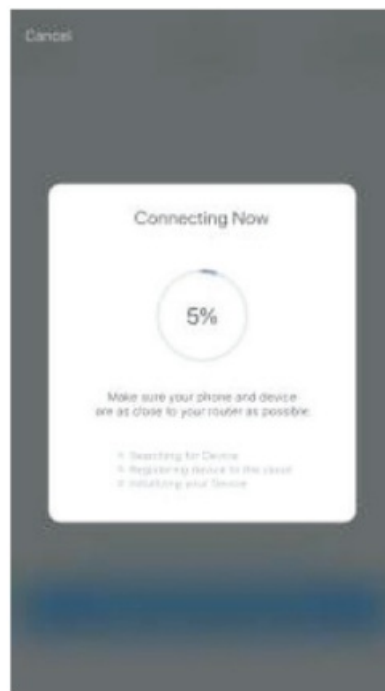 Cancel
Connecting Now
5%
Make sure your phone and device
are as close to your router as possible.
Searching for Device
Registering device to the cloud
Initializing your Device